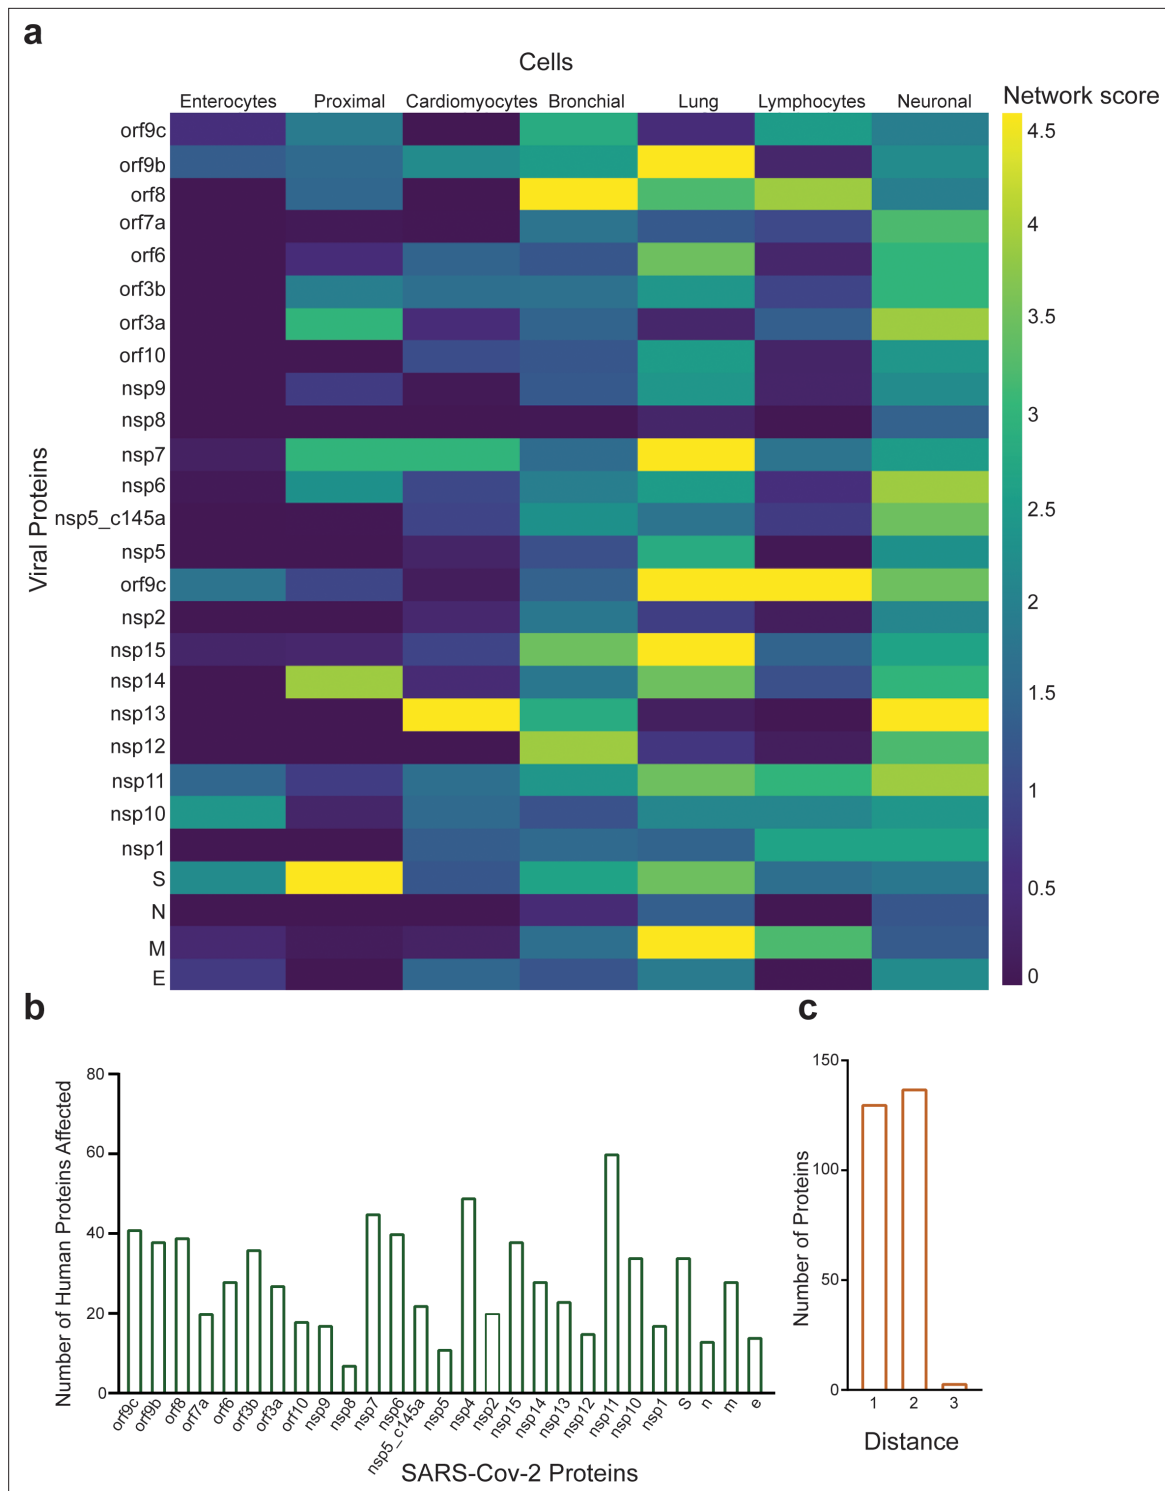 a
Cells
Enterocytes Proximal Cardiomyocytes Bronchial Lung Lymphocytes Neuronal
Network score
Viral Proteins
orf9c
orf9b
orf8
orf7a
orf6
orf3b
orf3a
orf10
nsp9
nsp8
nsp7
nsp6
nsp5_c145a
nsp5
orf9c
nsp2
nsp15
nsp14
nsp13
nsp12
nsp11
nsp10
nsp1
S
N
M
E
4.5
4
3.5
3
2.5
2
1.5
1
0.5
0
b
Number of Human Proteins Affected
80
60
40
20
0
orf9c orf9b orf8 orf7a orf6 orf3b orf3a orf10 nsp9 nsp8 nsp7 nsp6 nsp5_c145a nsp5 nsp4 nsp2 nsp15 nsp14 nsp13 nsp12 nsp11 nsp10 nsp1 S n m e
SARS-Cov-2 Proteins
c
Number of Proteins
150
100
50
0
1 2 3
Distance